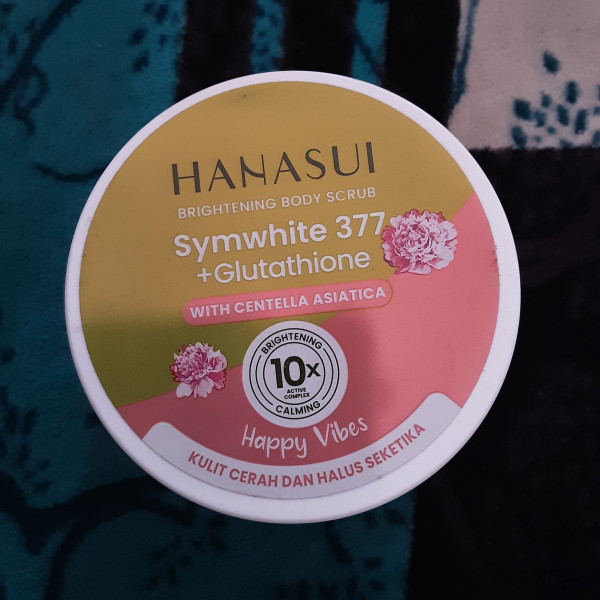 HANASUI
BRIGHTENING BODY SCRUB
Symwhite 377
+Glutathione
WITH CENTELLA ASIATICA
BRIGHTENING
10x
ACTIVE
COMPLEX
CALMING
Happy Vibes
KULIT CERAH DAN HALUS SEKETIKA